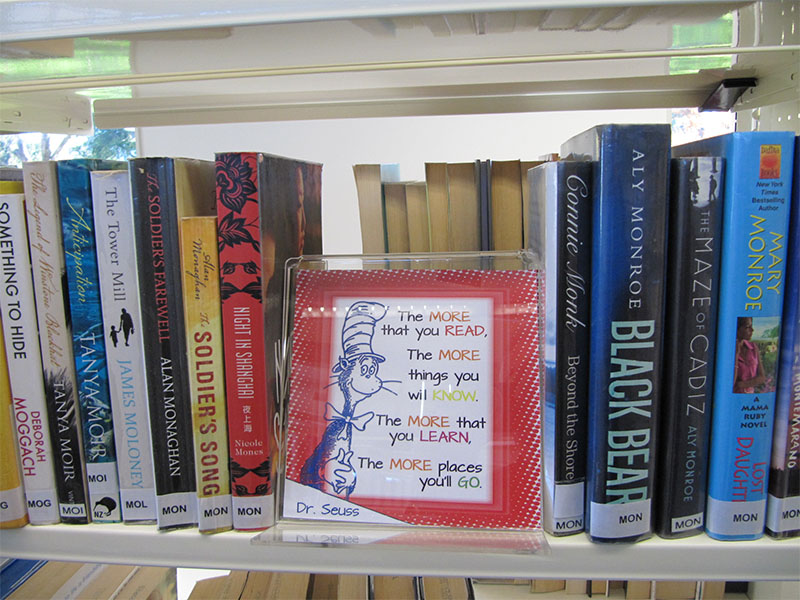 SOMETHING TO HIDE
DEBORAH MOGGACH
MOG
The Legend of Winstone Blackhat
TANYA MOIR
MOI
Anticipation
TANYA MOIR
MOI
NZ
The Tower Mill
JAMES MOLONEY
MOL
THE SOLDIER'S FAREWELL
ALAN MONAGHAN
MON
Alan Monaghan
The SOLDIER'S SONG
MON
NIGHT IN SHANGHAI
夜上海
Nicole Mones
MON
The MORE
that you READ,
The MORE
things you
will KNOW.
The MORE that
you LEARN,
The MORE places
you'll GO.
Dr. Seuss
Connie Monk
Beyond the Shore
MON
ALY MONROE
BLACK BEAR
MON
THE MAZE OF CADIZ
ALY MONROE
MON
New York
Times
Bestselling
Author
MARY MONROE
A
MAMA
RUBY
NOVEL
LOST
DAUGHTERS
MON
MON